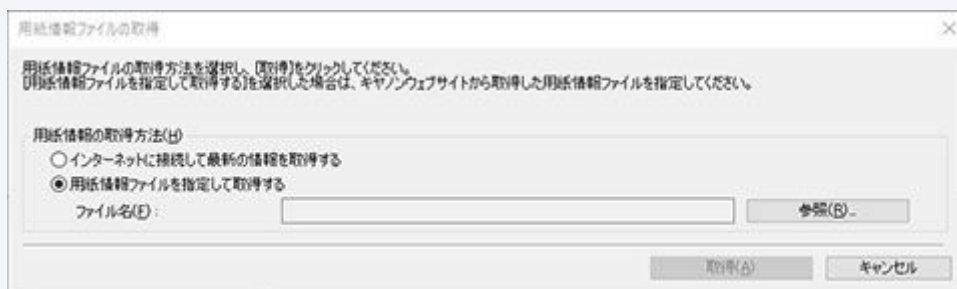 用紙情報ファイルの取得
用紙情報ファイルの取得方法を選択し、[取得]をクリックしてください。
[用紙情報ファイルを指定して取得する]を選択した場合は、キヤノンウェブサイトから取得した用紙情報ファイルを指定してください。
用紙情報の取得方法(H)
インターネットに接続して最新の情報を取得する
用紙情報ファイルを指定して取得する
ファイル名(F): 参照(R)...
取得(A) キャンセル